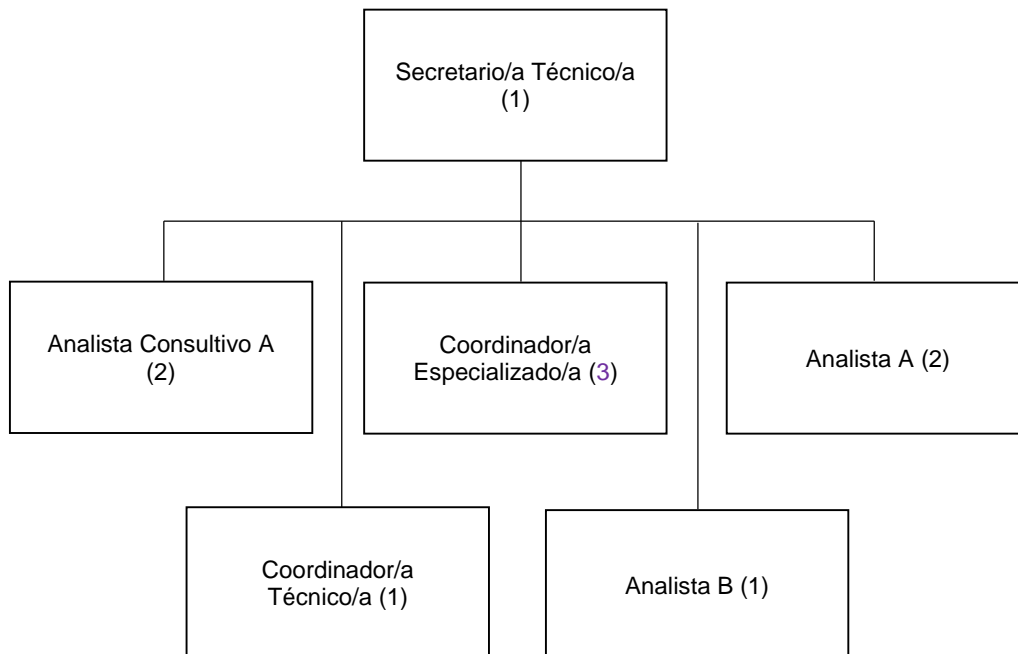 Secretario/a Técnico/a
(1)
Analista Consultivo A
(2)
Coordinador/a
Especializado/a (3)
Analista A (2)
Coordinador/a
Técnico/a (1)
Analista B (1)